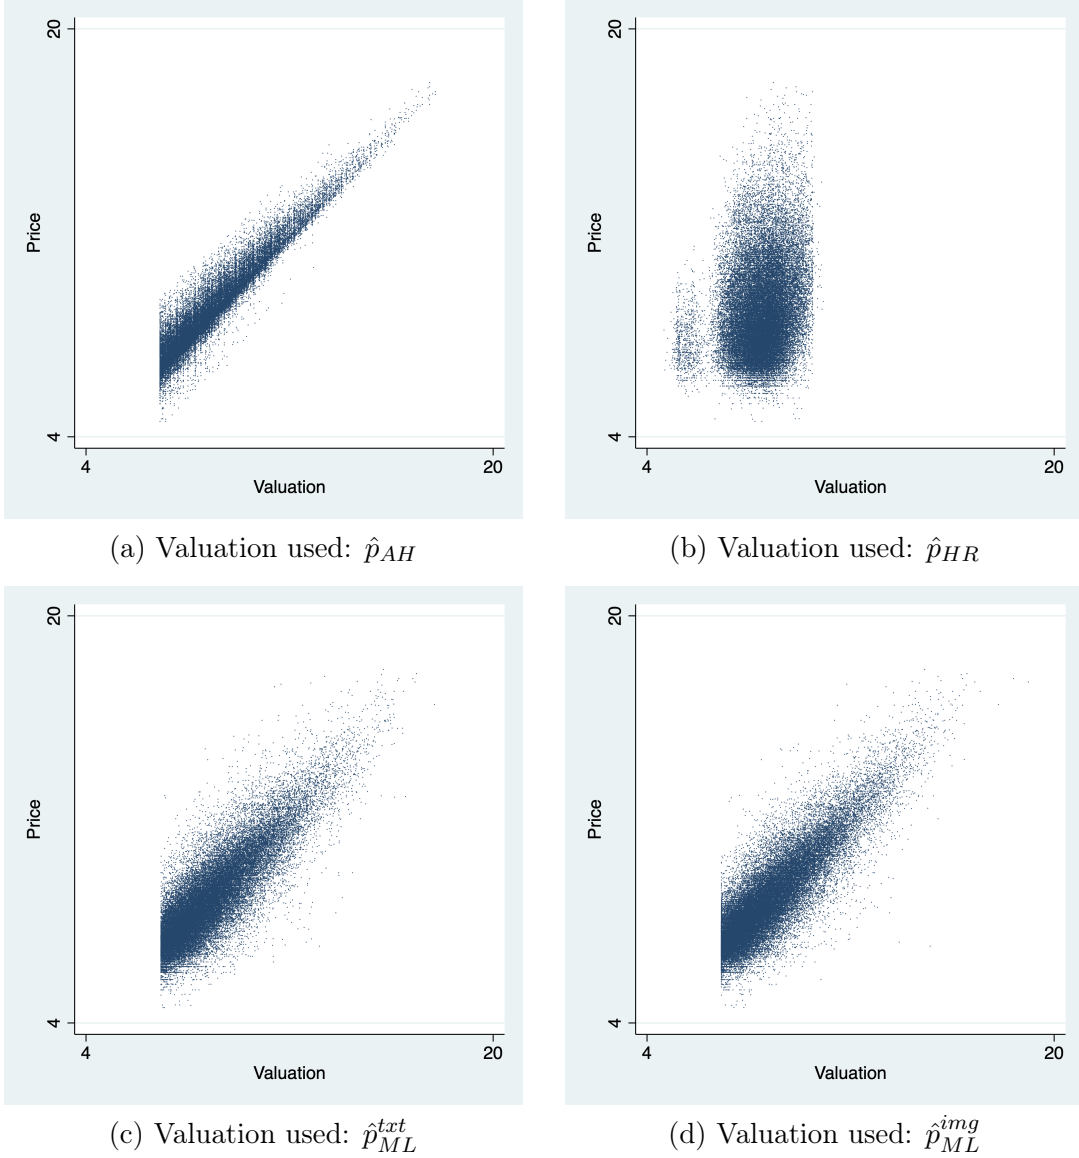 20
Price
4
4
20
Valuation
(a) Valuation used: p̂_AH
20
Price
4
4
20
Valuation
(b) Valuation used: p̂_HR
20
Price
4
4
20
Valuation
(c) Valuation used: p̂_ML^txt
20
Price
4
4
20
Valuation
(d) Valuation used: p̂_ML^img